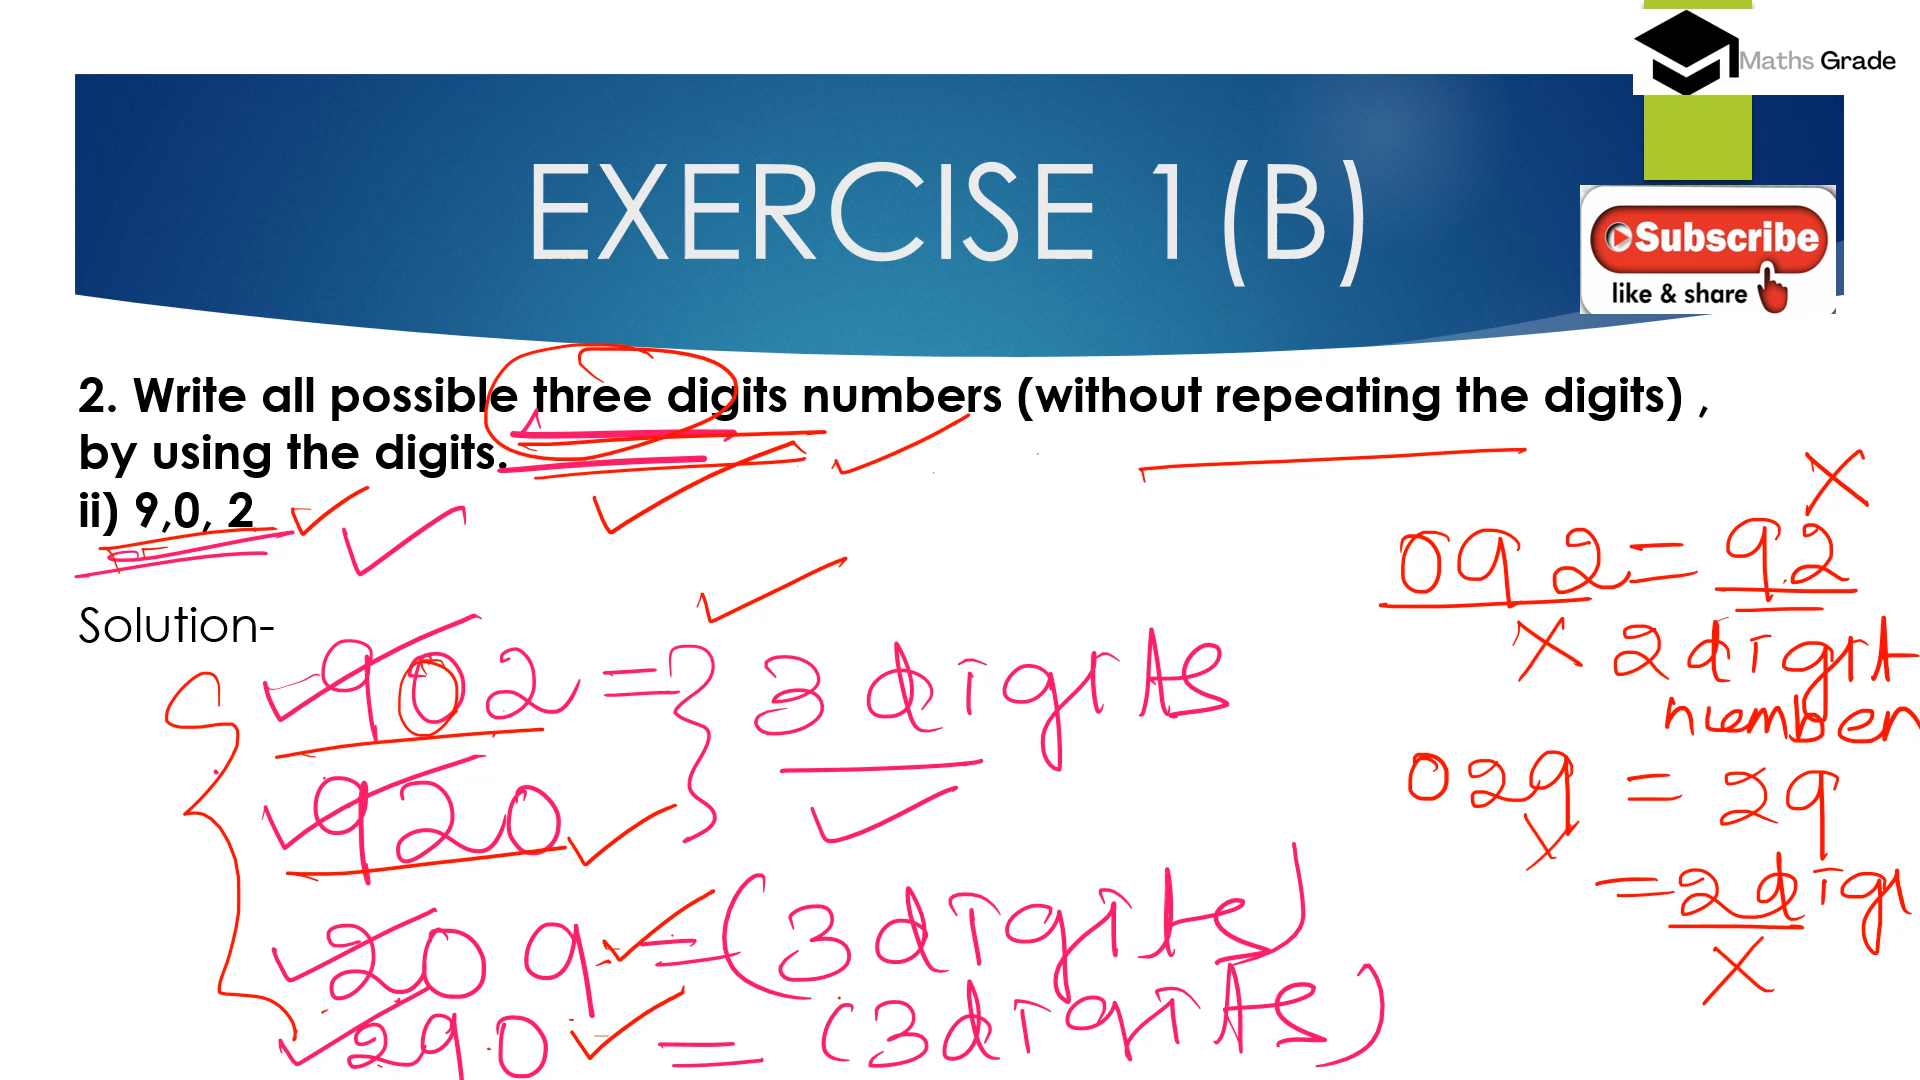 Maths Grade
EXERCISE 1(B)
Subscribe
like & share
2. Write all possible three digits numbers (without repeating the digits) ,
by using the digits.
ii) 9,0, 2
Solution-
902 = 3 digits
920
209 = (3 digits)
290 = (3 digits)
092 = 92
2 digit
number
029 = 29
= 2 digi